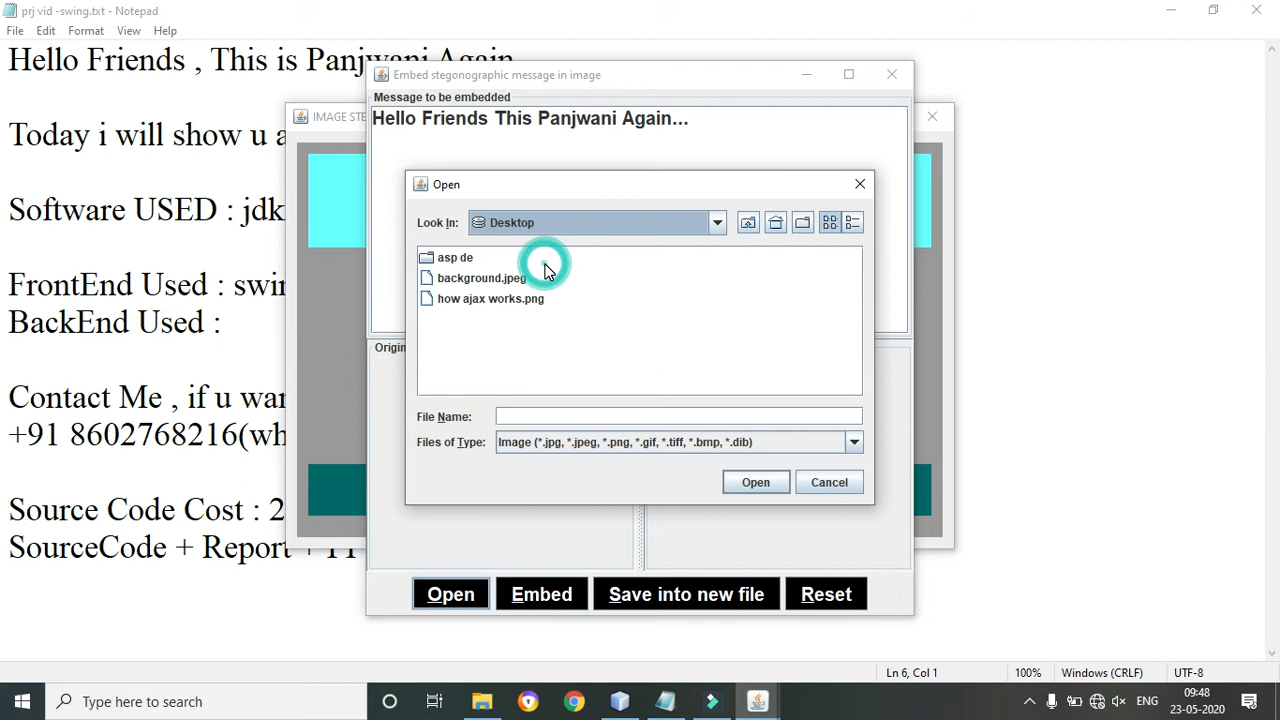 prj vid -swing.txt - Notepad
File Edit Format View Help
Hello Friends , This is Panjwani Again
Today i will show u a
Software USED : jdk
FrontEnd Used : swin
BackEnd Used :
Contact Me , if u wan
+91 8602768216(wh
Source Code Cost : 2
SourceCode + Report +
IMAGE STE
Embed stegonographic message in image
Message to be embedded
Hello Friends This Panjwani Again...
Open
Look In: Desktop
asp de
background.jpeg
how ajax works.png
File Name:
Files of Type: Image (*.jpg, *.jpeg, *.png, *.gif, *.tiff, *.bmp, *.dib)
Open Cancel
Origin
Open Embed Save into new file Reset
Ln 6, Col 1 100% Windows (CRLF) UTF-8
Type here to search
ENG
09:48
23-05-2020